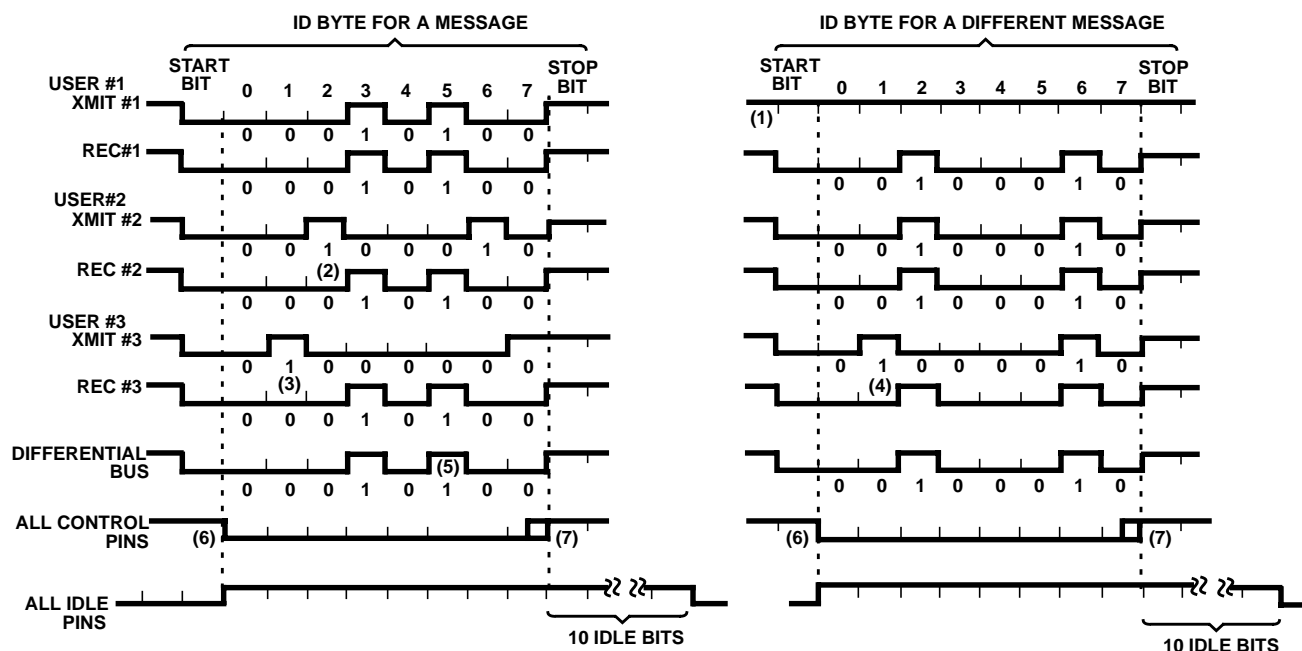 ID BYTE FOR A MESSAGE
ID BYTE FOR A DIFFERENT MESSAGE
START BIT 0 1 2 3 4 5 6 7 STOP BIT
START BIT 0 1 2 3 4 5 6 7 STOP BIT
USER #1
XMIT #1
(1)
0 0 0 1 0 1 0 0
REC#1
0 0 0 1 0 1 0 0
0 0 1 0 0 0 1 0
USER#2
XMIT #2
0 0 1 0 0 0 1 0
0 0 1 0 0 0 1 0
(2)
REC #2
0 0 0 1 0 1 0 0
0 0 1 0 0 0 1 0
USER #3
XMIT #3
0 1 0 0 0 0 0 0
0 1 0 0 0 1 0
(3)
(4)
REC #3
0 0 0 1 0 1 0 0
DIFFERENTIAL
BUS
(5)
0 0 0 1 0 1 0 0
0 0 1 0 0 0 1 0
ALL CONTROL
PINS
(6) (7)
(6) (7)
ALL IDLE
PINS
10 IDLE BITS
10 IDLE BITS